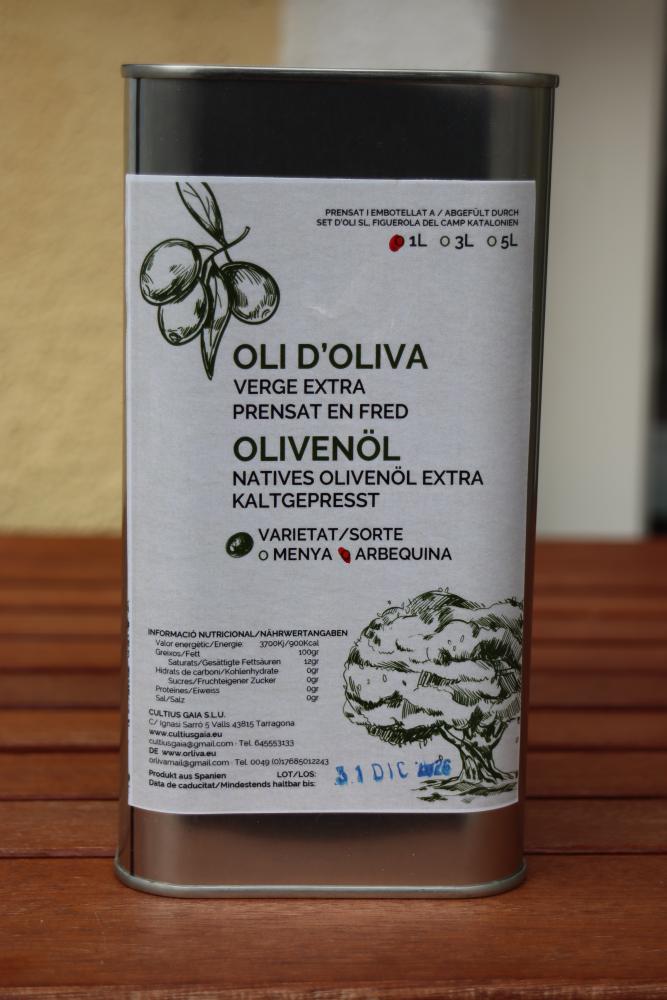 PRENSAT I EMBOTELLAT A / ABGEFÜLT DURCH
SET D'OLI SL, FIGUEROLA DEL CAMP KATALONIEN
1L 3L 5L
OLI D'OLIVA
VERGE EXTRA
PRENSAT EN FRED
OLIVENÖL
NATIVES OLIVENÖL EXTRA
KALTGEPRESST
VARIETAT/SORTE
MENYA ARBEQUINA
INFORMACIÓ NUTRICIONAL/NÄHRWERTANGABEN
Valor energètic/Energie: 3700Kj/900Kcal
Greixos/Fett 100gr
Saturats/Gesättigte Fettsäuren 12gr
Hidrats de carboni/Kohlenhydrate 0gr
Sucres/Fruchteigener Zucker 0gr
Proteïnes/Eiweiss 0gr
Sal/Salz 0gr
CULTIUS GAIA S.L.U.
C/ Ignasi Sarró 5 Valls 43815 Tarragona
www.cultiusgaia.eu
cultiusgaia@gmail.com · Tel. 645553133
DE www.orliva.eu
orlivamail@gmail.com · Tel. 0049 (0)17685012243
Produkt aus Spanien LOT/LOS:
Data de caducitat/Mindestends haltbar bis: 31 DIC 2026